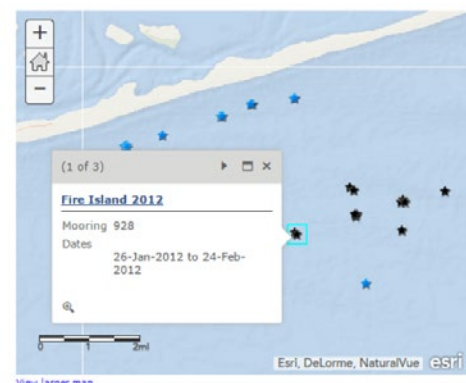 +
−
(1 of 3)
Fire Island 2012
Mooring 928
Dates
26-Jan-2012 to 24-Feb-
2012
0 1 2mi
Esri, DeLorme, NaturalVue esri
View larger map